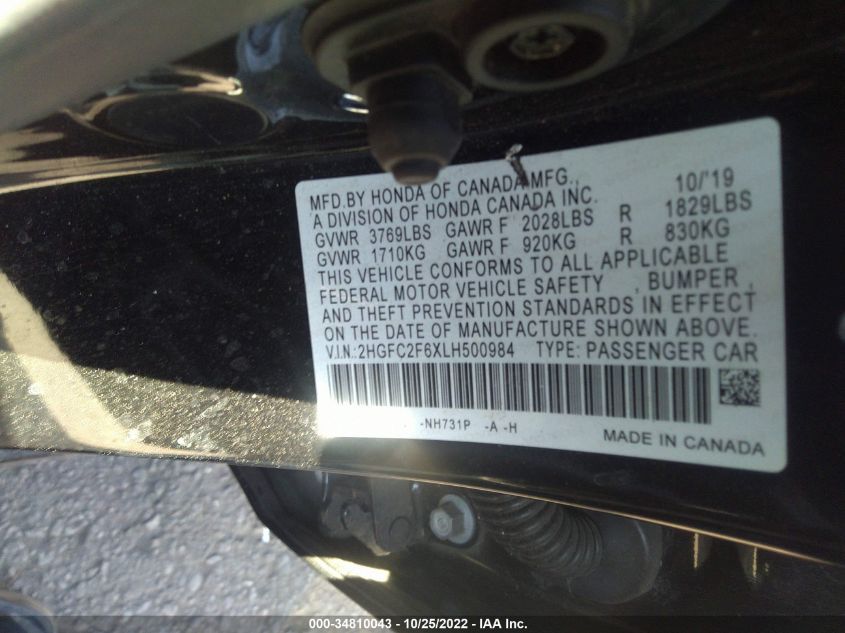 MFD.BY HONDA OF CANADA MFG., 10/'19
A DIVISION OF HONDA CANADA INC.
GVWR 3769LBS GAWR F 2028LBS R 1829LBS
GVWR 1710KG GAWR F 920KG R 830KG
THIS VEHICLE CONFORMS TO ALL APPLICABLE
FEDERAL MOTOR VEHICLE SAFETY , BUMPER ,
AND THEFT PREVENTION STANDARDS IN EFFECT
ON THE DATE OF MANUFACTURE SHOWN ABOVE.
V.I.N.:2HGFC2F6XLH500984 TYPE: PASSENGER CAR
-NH731P -A -H
MADE IN CANADA
000-34810043 - 10/25/2022 - IAA Inc.